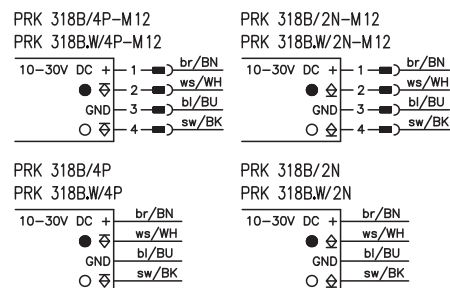 PRK 318B/4P-M12
PRK 318B.W/4P-M12
10-30V DC + 1 br/BN
2 ws/WH
GND 3 bl/BU
4 sw/BK
PRK 318B/2N-M12
PRK 318B.W/2N-M12
10-30V DC + 1 br/BN
2 ws/WH
GND 3 bl/BU
4 sw/BK
PRK 318B/4P
PRK 318B.W/4P
10-30V DC + br/BN
ws/WH
GND bl/BU
sw/BK
PRK 318B/2N
PRK 318B.W/2N
10-30V DC + br/BN
ws/WH
GND bl/BU
sw/BK